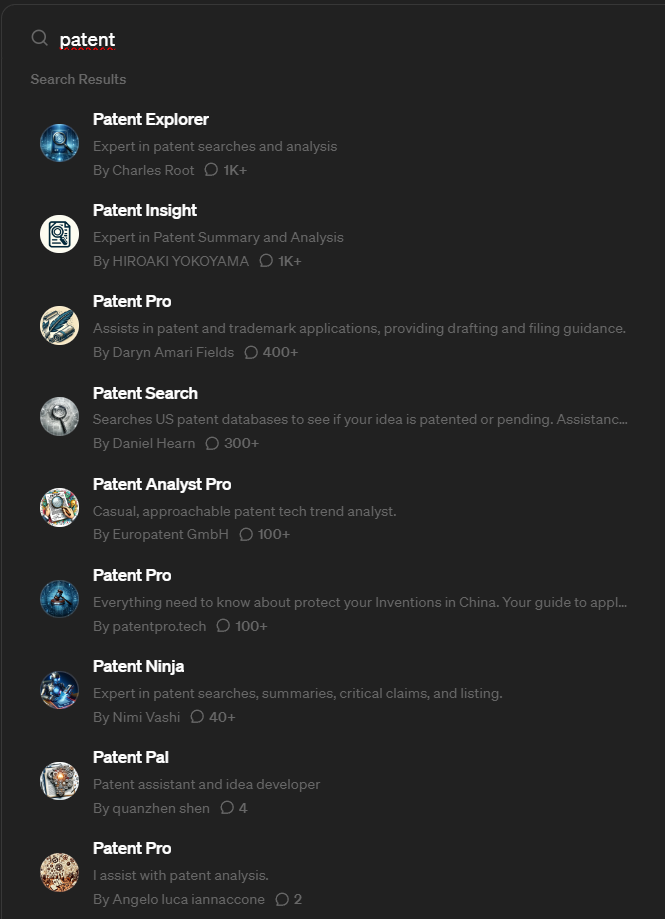 patent
Search Results
Patent Explorer
Expert in patent searches and analysis
By Charles Root 1K+
Patent Insight
Expert in Patent Summary and Analysis
By HIROAKI YOKOYAMA 1K+
Patent Pro
Assists in patent and trademark applications, providing drafting and filing guidance.
By Daryn Amari Fields 400+
Patent Search
Searches US patent databases to see if your idea is patented or pending. Assistanc...
By Daniel Hearn 300+
Patent Analyst Pro
Casual, approachable patent tech trend analyst.
By Europatent GmbH 100+
Patent Pro
Everything need to know about protect your Inventions in China. Your guide to appl...
By patentpro.tech 100+
Patent Ninja
Expert in patent searches, summaries, critical claims, and listing.
By Nimi Vashi 40+
Patent Pal
Patent assistant and idea developer
By quanzhen shen 4
Patent Pro
I assist with patent analysis.
By Angelo luca iannaccone 2